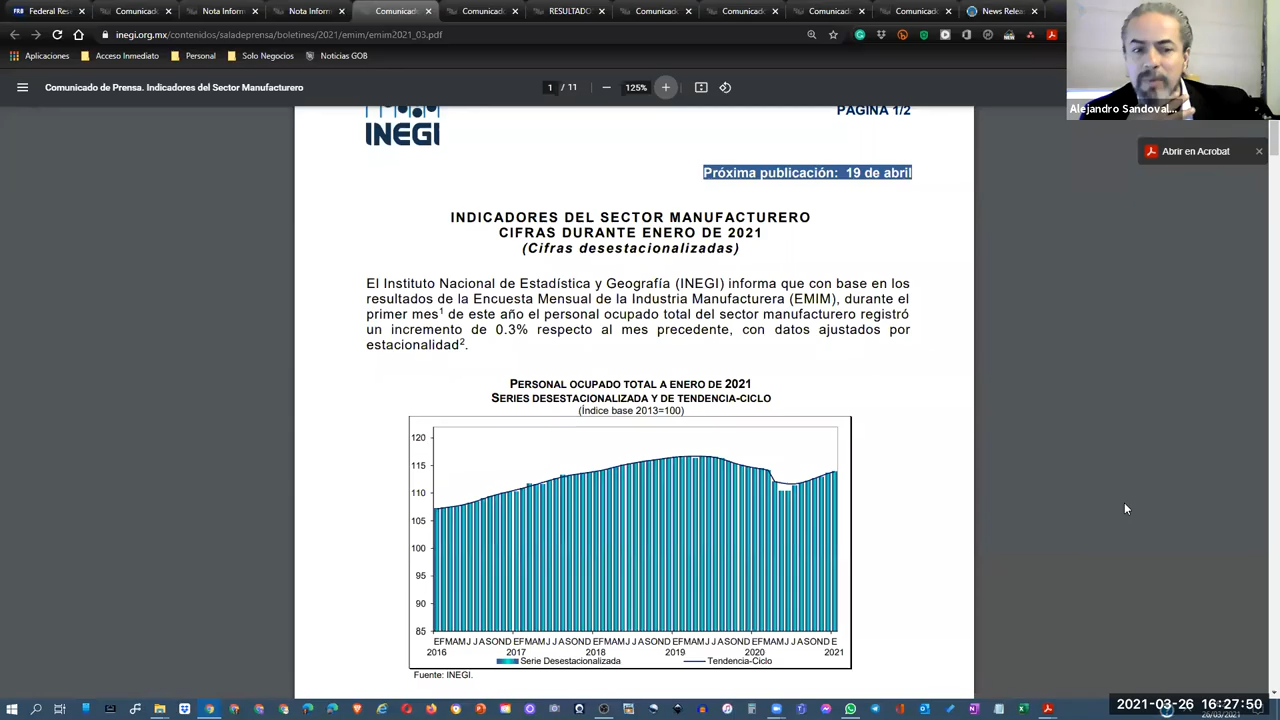 Federal Res
Comunicado
Nota Inform
Nota Inform
Comunicado
Comunicado
RESULTADO
Comunicado
Comunicado
Comunicado
Comunicado
News Relea
inegi.org.mx/contenidos/saladeprensa/boletines/2021/emim/emim2021_03.pdf
Aplicaciones
Acceso Inmediato
Personal
Solo Negocios
Noticias GOB
Comunicado de Prensa. Indicadores del Sector Manufacturero
1 / 11
125%
Alejandro Sandoval...
Abrir en Acrobat
PÁGINA 1/2
INEGI
Próxima publicación: 19 de abril
INDICADORES DEL SECTOR MANUFACTURERO
CIFRAS DURANTE ENERO DE 2021
(Cifras desestacionalizadas)
El Instituto Nacional de Estadística y Geografía (INEGI) informa que con base en los
resultados de la Encuesta Mensual de la Industria Manufacturera (EMIM), durante el
primer mes1 de este año el personal ocupado total del sector manufacturero registró
un incremento de 0.3% respecto al mes precedente, con datos ajustados por
estacionalidad2.
PERSONAL OCUPADO TOTAL A ENERO DE 2021
SERIES DESESTACIONALIZADA Y DE TENDENCIA-CICLO
(Índice base 2013=100)
120
115
110
105
100
95
90
85
EFMAMJJASOND EFMAMJJASOND EFMAMJJASOND EFMAMJJASOND EFMAMJJASOND E
2016 2017 2018 2019 2020 2021
Serie Desestacionalizada
Tendencia-Ciclo
Fuente: INEGI.
2021-03-26 16:27:50